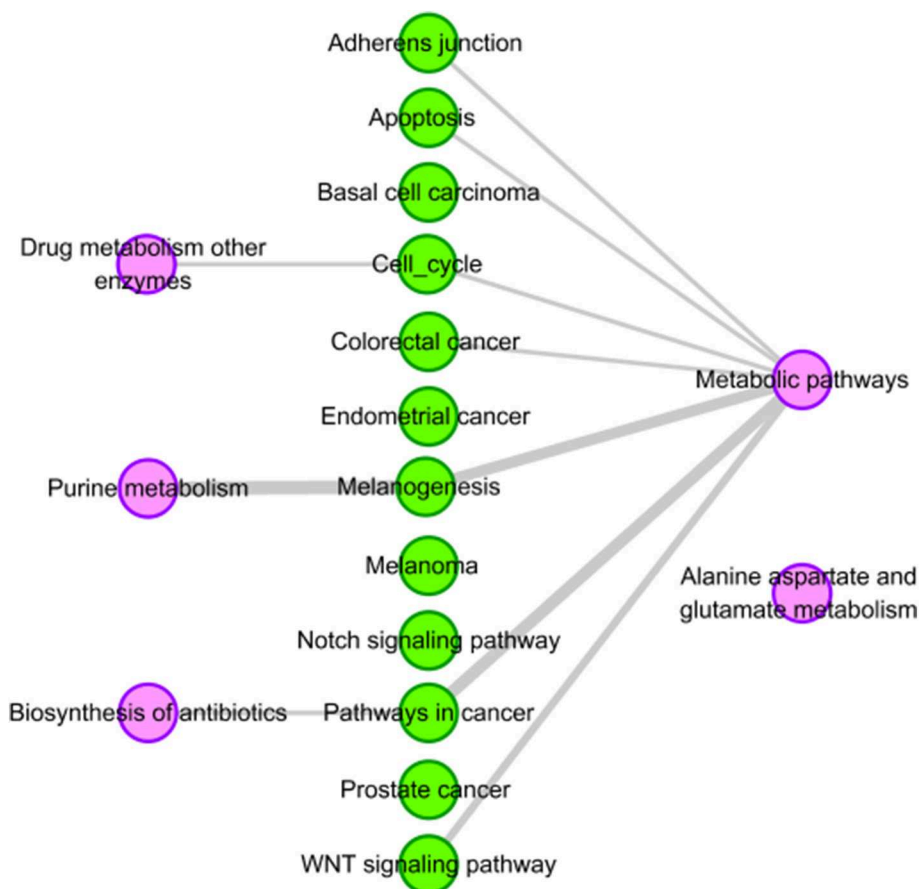 Adherens junction
Apoptosis
Basal cell carcinoma
Drug metabolism other
enzymes
Cell_cycle
Colorectal cancer
Metabolic pathways
Endometrial cancer
Purine metabolism
Melanogenesis
Melanoma
Alanine aspartate and
glutamate metabolism
Notch signaling pathway
Biosynthesis of antibiotics
Pathways in cancer
Prostate cancer
WNT signaling pathway